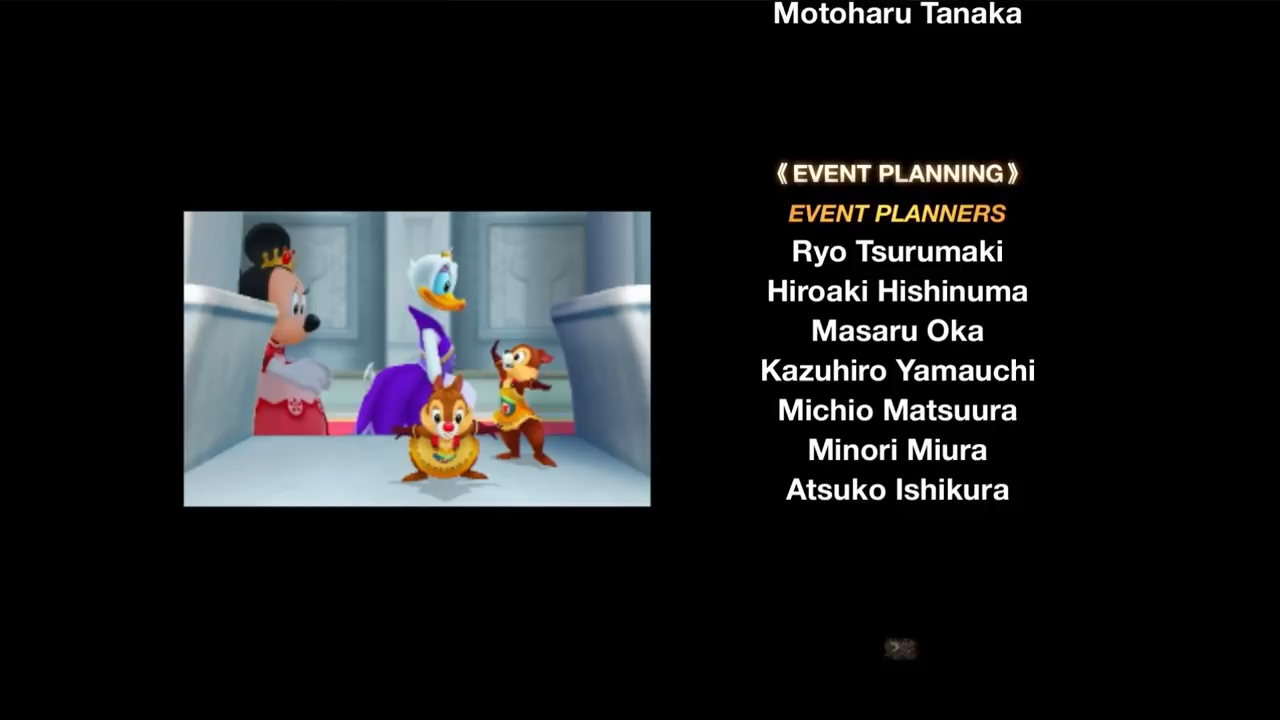 Motoharu Tanaka
《EVENT PLANNING》
EVENT PLANNERS
Ryo Tsurumaki
Hiroaki Hishinuma
Masaru Oka
Kazuhiro Yamauchi
Michio Matsuura
Minori Miura
Atsuko Ishikura